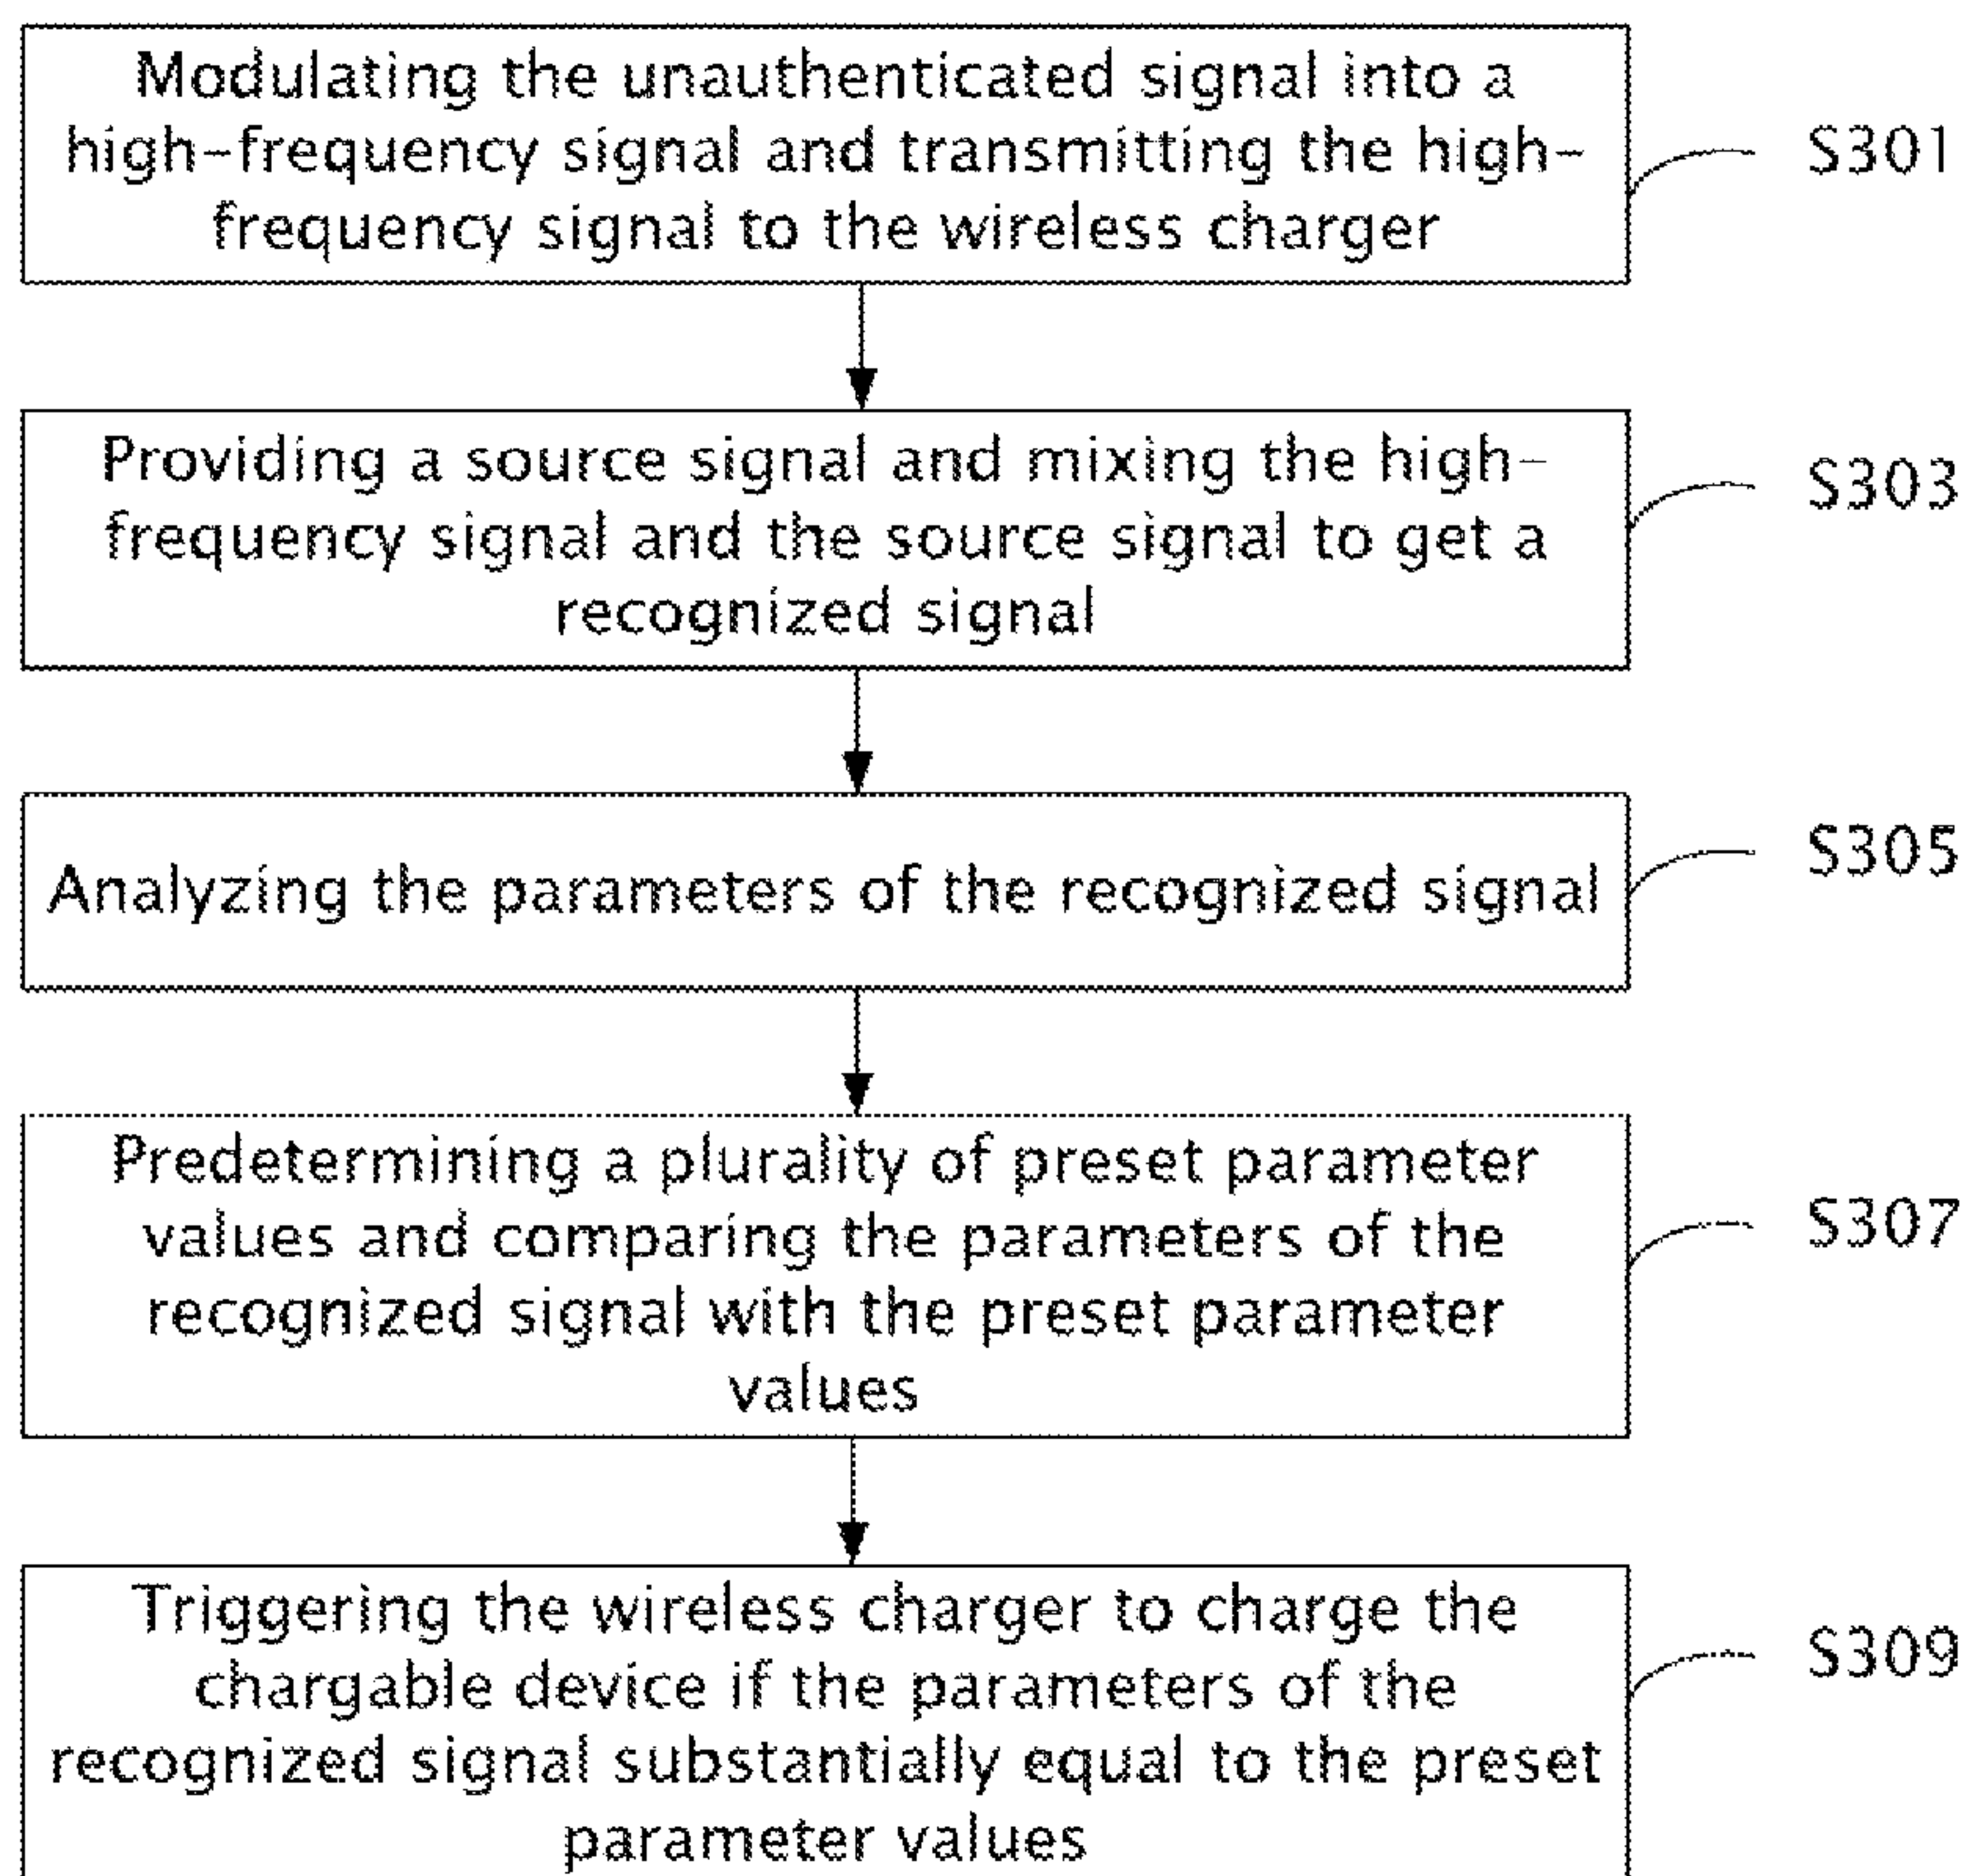 Modulating the unauthenticated signal into a
high-frequency signal and transmitting the high-
frequency signal to the wireless charger
S301
Providing a source signal and mixing the high-
frequency signal and the source signal to get a
recognized signal
S303
Analyzing the parameters of the recognized signal
S305
Predetermining a plurality of preset parameter
values and comparing the parameters of the
recognized signal with the preset parameter
values
S307
Triggering the wireless charger to charge the
chargable device if the parameters of the
recognized signal substantially equal to the preset
parameter values
S309